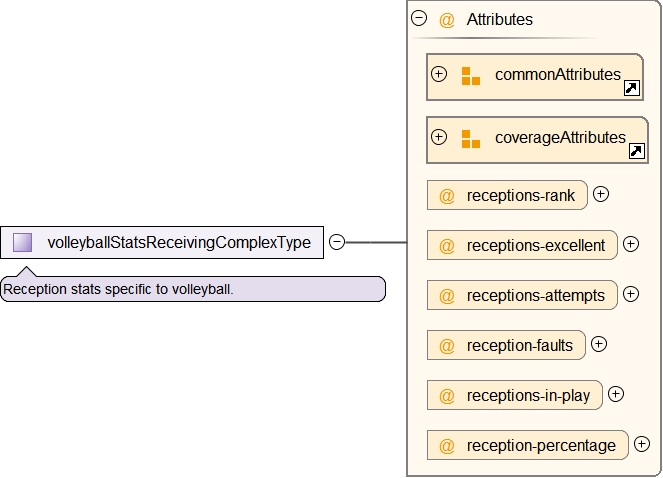 @ Attributes
commonAttributes
coverageAttributes
@ receptions-rank
volleyballStatsReceivingComplexType
@ receptions-excellent
Reception stats specific to volleyball.
@ receptions-attempts
@ reception-faults
@ receptions-in-play
@ reception-percentage